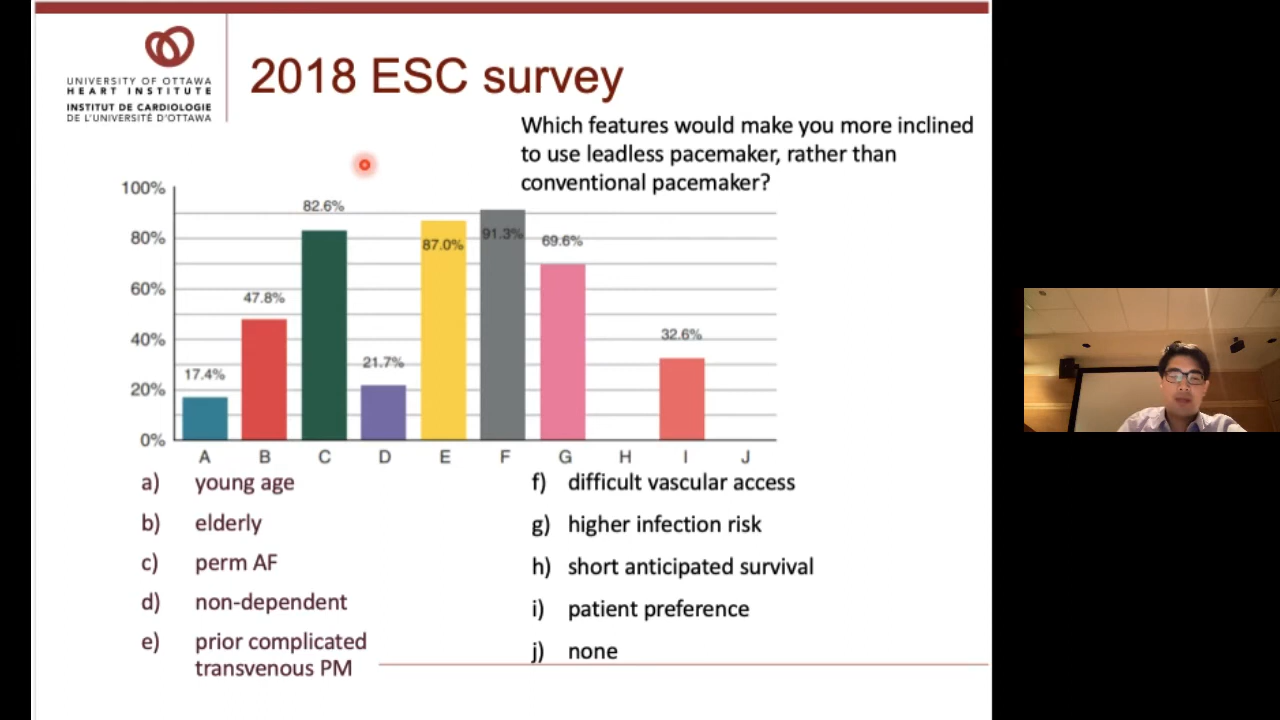 UNIVERSITY OF OTTAWA
HEART INSTITUTE
INSTITUT DE CARDIOLOGIE
DE L'UNIVERSITÉ D'OTTAWA
2018 ESC survey
Which features would make you more inclined
to use leadless pacemaker, rather than
conventional pacemaker?
100%
80%
60%
40%
20%
0%
17.4%
47.8%
82.6%
21.7%
87.0%
91.3%
69.6%
32.6%
A B C D E F G H I J
a) young age
b) elderly
c) perm AF
d) non-dependent
e) prior complicated
transvenous PM
f) difficult vascular access
g) higher infection risk
h) short anticipated survival
i) patient preference
j) none